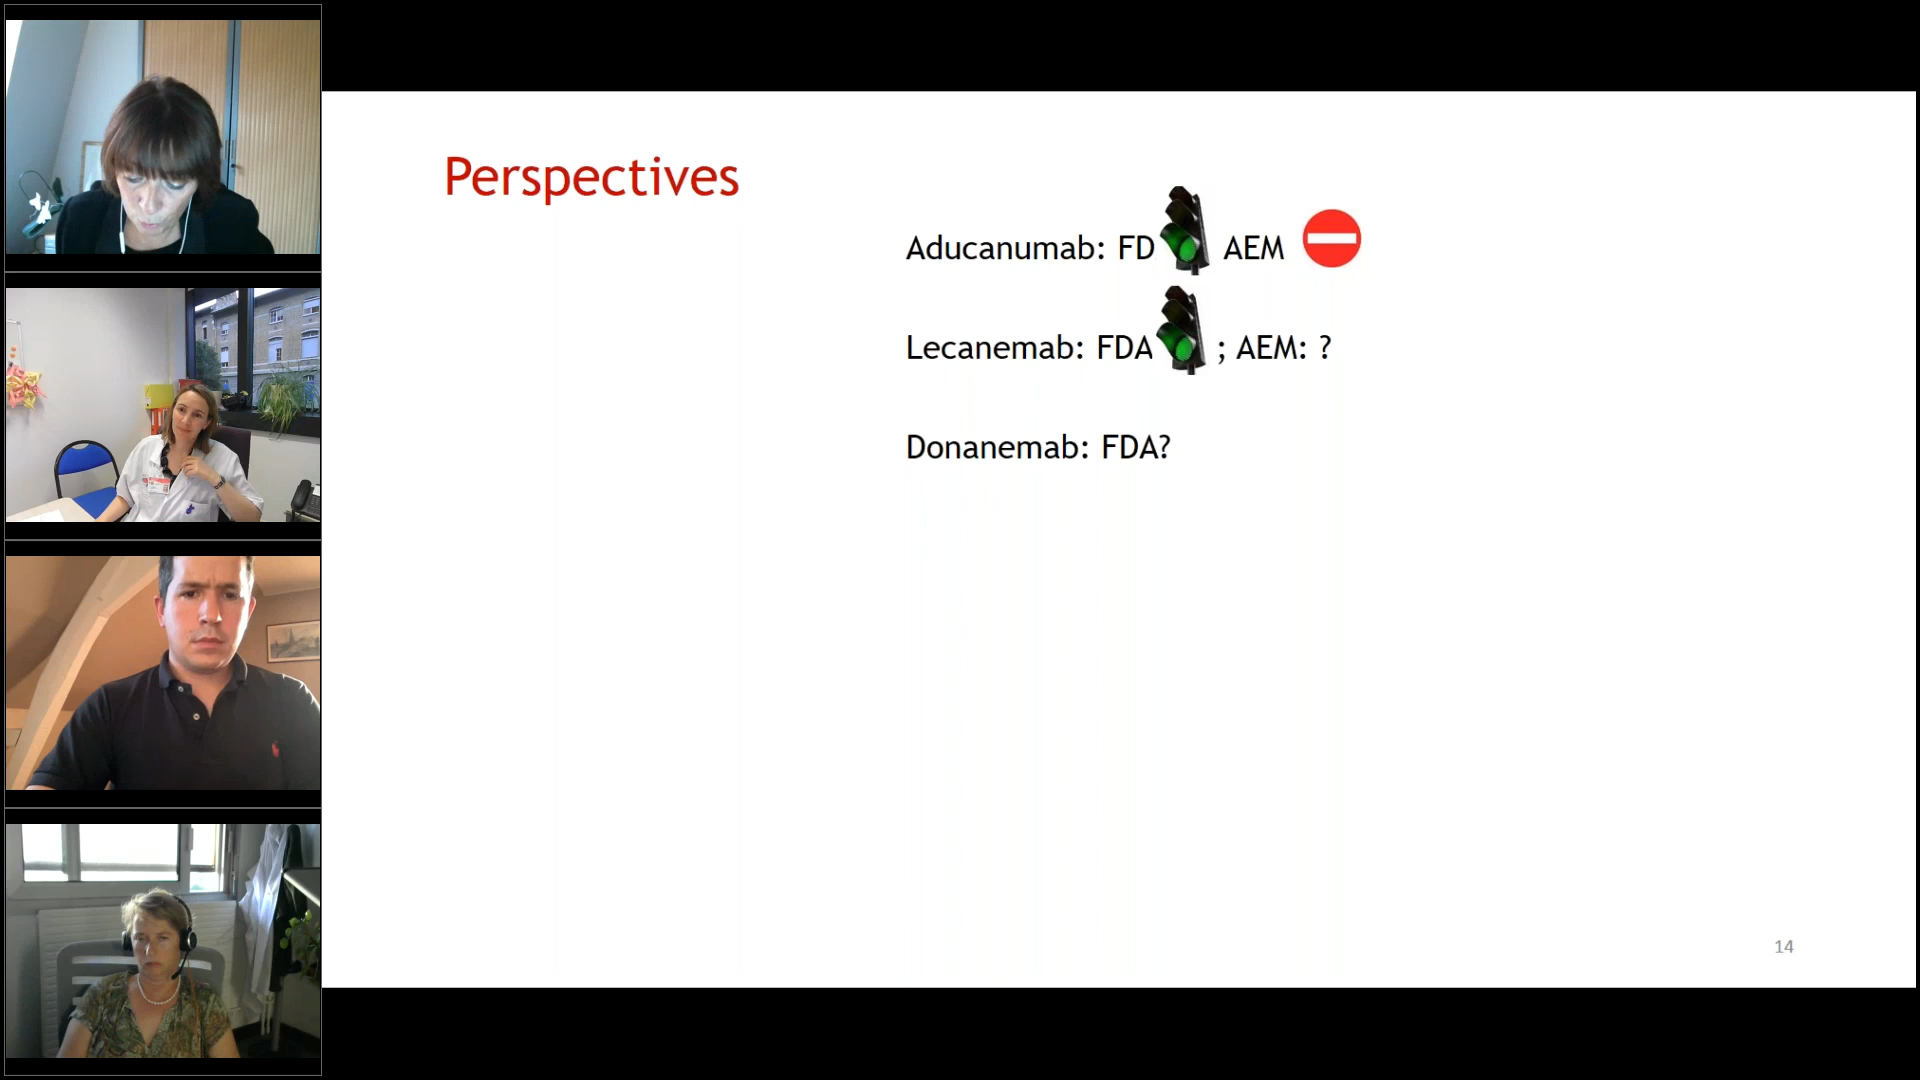 Perspectives
Aducanumab: FD AEM
Lecanemab: FDA ; AEM: ?
Donanemab: FDA?
14